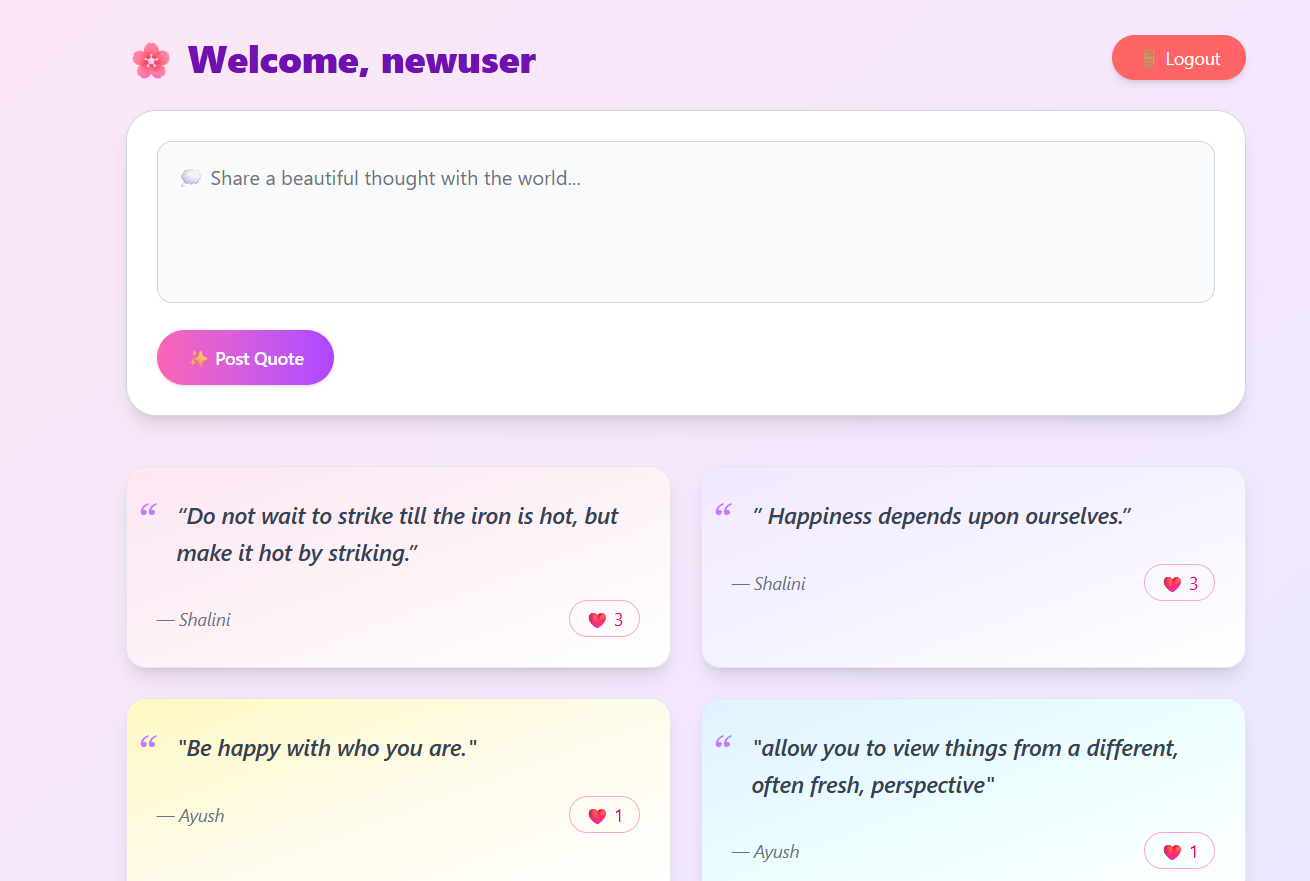 🌸 Welcome, newuser
🚪 Logout
💭 Share a beautiful thought with the world...
✨ Post Quote
“ “Do not wait to strike till the iron is hot, but
make it hot by striking.”
— Shalini
💖 3
“ ” Happiness depends upon ourselves.”
— Shalini
💖 3
“ "Be happy with who you are."
— Ayush
💖 1
“ "allow you to view things from a different,
often fresh, perspective"
— Ayush
💖 1